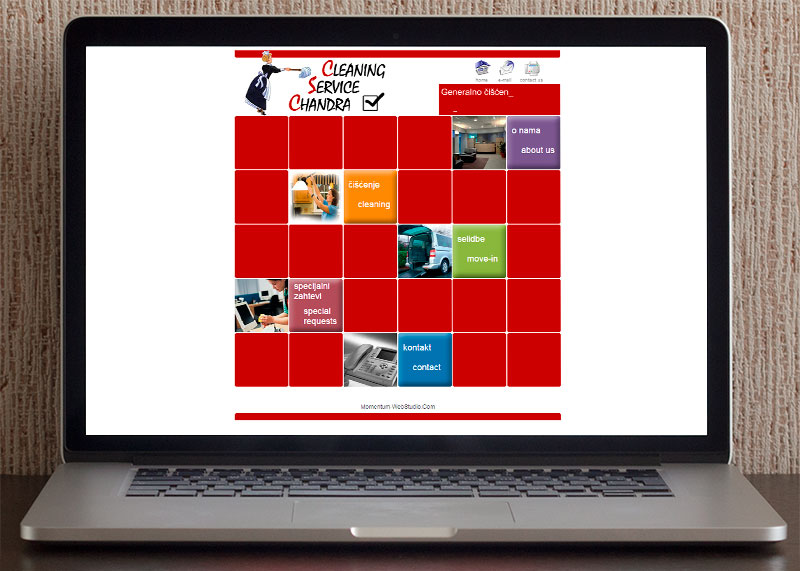 CLEANING
SERVICE
CHANDRA
home
e-mail
contact us
Generalno čišćen_
o nama
about us
čišćenje
cleaning
selidbe
move-in
specijalni
zahtevi
special
requests
kontakt
contact
Momentum WebStudio.Com